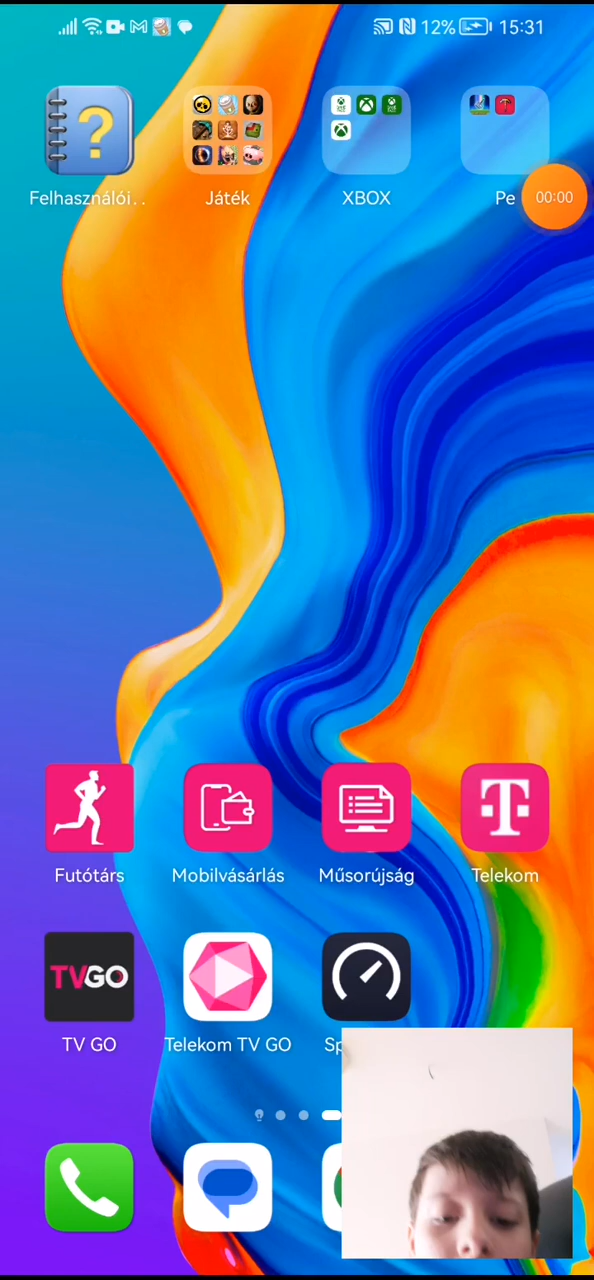 12% 15:31
Felhasználói..
Játék
XBOX
Pe
00:00
Futótárs
Mobilvásárlás
Műsorújság
Telekom
T
TVGO
TV GO
Telekom TV GO
Sp